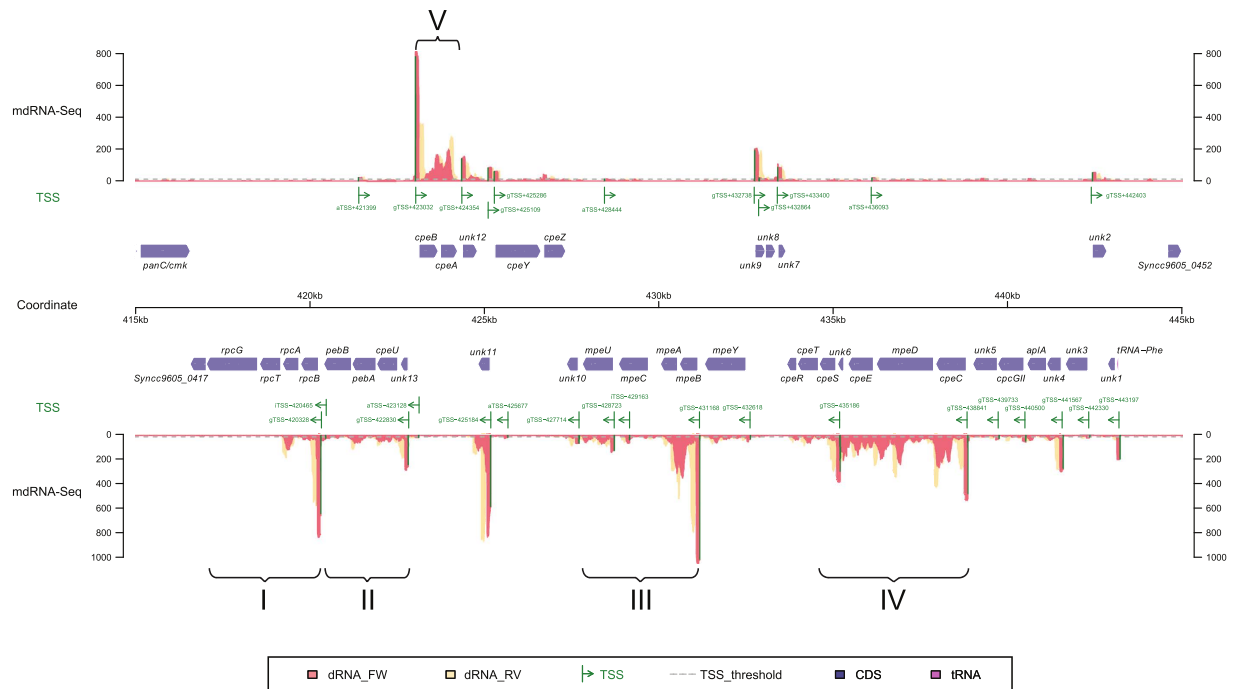 V
800
800
600
600
mdRNA-Seq
400
400
200
200
0
0
TSS
aTSS+421399
gTSS+423032
gTSS+424354
gTSS+425286
gTSS+425109
aTSS+428444
gTSS+432738
gTSS+433400
gTSS+432864
aTSS+436093
gTSS+442403
cpeB
unk12
cpeZ
unk8
unk2
panC/cmk
cpeA
cpeY
unk9
unk7
Syncc9605_0452
Coordinate
420kb
430kb
440kb
415kb
425kb
435kb
445kb
rpcG
rpcA
pebB
cpeU
unk11
mpeU
mpeA
mpeY
cpeT
unk6
mpeD
unk5
aplA
unk3
tRNA–Phe
Syncc9605_0417
rpcT
rpcB
pebA
unk13
unk10
mpeC
mpeB
cpeR
cpeS
cpeE
cpeC
cpcGII
unk4
unk1
TSS
iTSS–420465
aTSS–423128
aTSS–425677
iTSS–429163
gTSS–432618
gTSS–435186
gTSS–439733
gTSS–441567
gTSS–443197
gTSS–420328
gTSS–422830
gTSS–425184
gTSS–427714
gTSS–428723
gTSS–431168
gTSS–438841
gTSS–440500
gTSS–442330
0
0
200
200
400
400
mdRNA-Seq
600
600
800
800
1000
1000
I
II
III
IV
dRNA_FW
dRNA_RV
TSS
TSS_threshold
CDS
tRNA